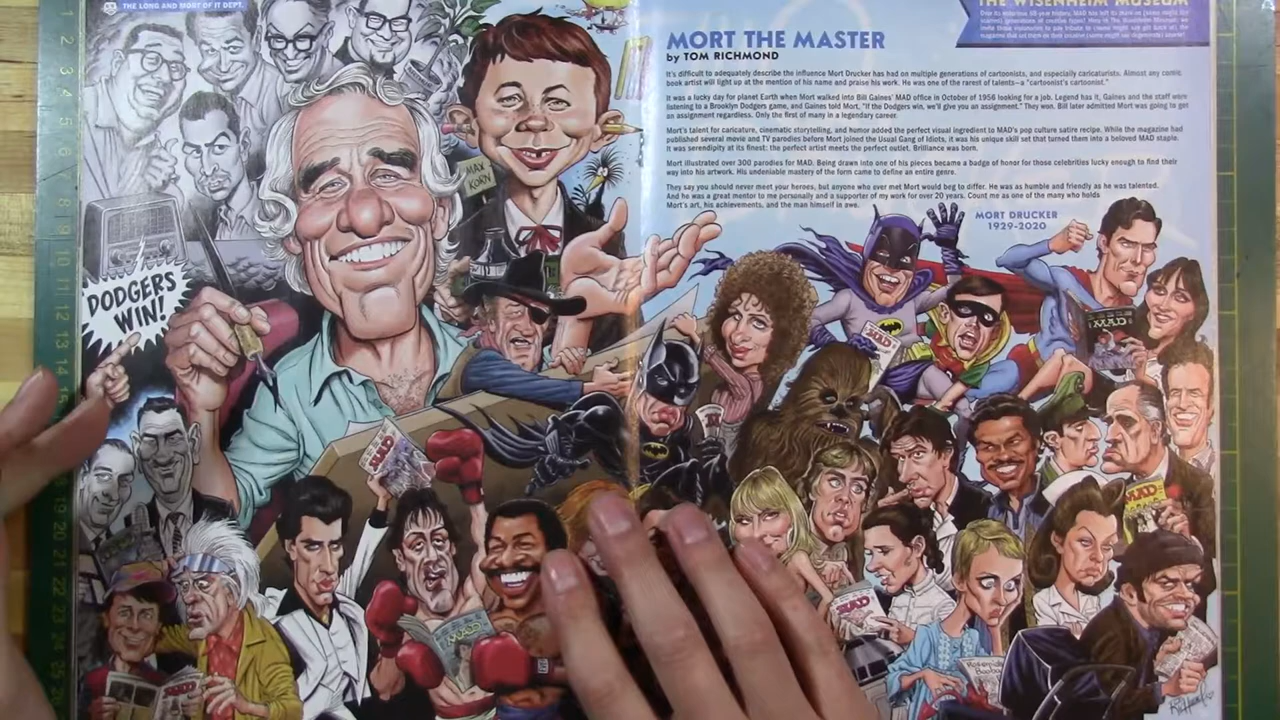 THE LONG AND MORT OF IT DEPT.
THE WISENHEIM MUSEUM
MORT THE MASTER
by TOM RICHMOND
It's difficult to adequately describe the influence Mort Drucker has had on multiple generations of cartoonists, and especially caricaturists. Almost any comic
book artist will light up at the mention of his name and praise his work. He was one of the rarest of talents—a "cartoonist's cartoonist."
It was a lucky day for planet Earth when Mort walked into Bill Gaines' MAD office in October of 1956 looking for a job. Legend has it, Gaines and the staff were
listening to a Brooklyn Dodgers game, and Gaines told Mort, "If the Dodgers win, we'll give you an assignment." They won. Bill later admitted Mort was going to get
an assignment regardless. Only the first of many in a legendary career.
Mort's talent for caricature, cinematic storytelling, and humor added the perfect visual ingredient to MAD's pop culture satire recipe. While the magazine had
published several movie and TV parodies before Mort joined the Usual Gang of Idiots, it was his unique skill set that turned them into a beloved MAD staple.
It was serendipity at its finest: the perfect artist meets the perfect outlet. Brilliance was born.
Mort illustrated over 300 parodies for MAD. Being drawn into one of his pieces became a badge of honor for those celebrities lucky enough to find their
way into his artwork. His undeniable mastery of the form came to define an entire genre.
They say you should never meet your heroes, but anyone who ever met Mort would beg to differ. He was as humble and friendly as he was talented.
And he was a great mentor to me personally and a supporter of my work for over 20 years. Count me as one of the many who holds
Mort's art, his achievements, and the man himself in awe.
MORT DRUCKER
1929-2020
MAX
KORN
DODGERS
WIN!
MAD
MAD
MAD
MAD
MAD
MAD
MAD